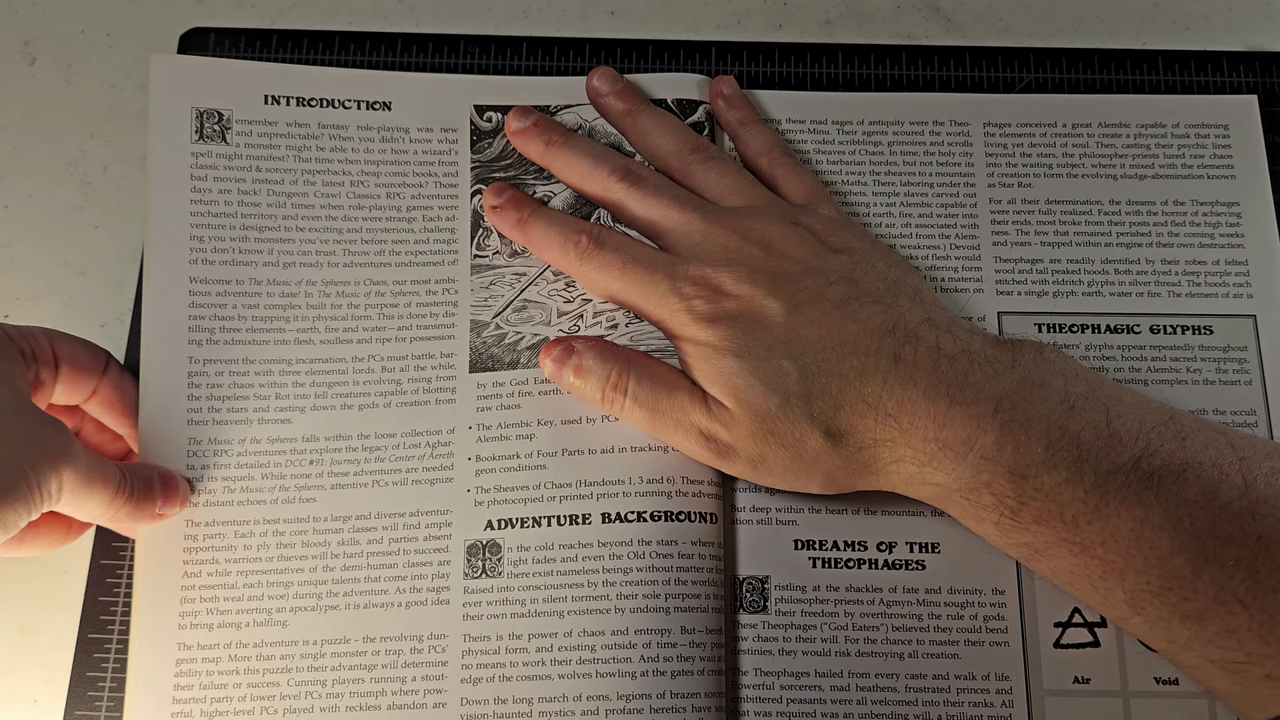 INTRODUCTION
Remember when fantasy role-playing was new
and unpredictable? When you didn't know what
a monster might be able to do or how a wizard's
spell might manifest? That time when inspiration came from
classic sword & sorcery paperbacks, cheap comic books, and
bad movies instead of the latest RPG sourcebook? Those
days are back! Dungeon Crawl Classics RPG adventures
return to those wild times when role-playing games were
uncharted territory and even the dice were strange. Each ad-
venture is designed to be exciting and mysterious, challeng-
ing you with monsters you've never before seen and magic
you don't know if you can trust. Throw off the expectations
of the ordinary and get ready for adventures undreamed of!
Welcome to The Music of the Spheres is Chaos, our most ambi-
tious adventure to date! In The Music of the Spheres, the PCs
discover a vast complex built for the purpose of mastering
raw chaos by trapping it in physical form. This is done by dis-
tilling three elements—earth, fire and water—and transmut-
ing the admixture into flesh, soulless and ripe for possession.
To prevent the coming incarnation, the PCs must battle, bar-
gain, or treat with three elemental lords. But all the while,
the raw chaos within the dungeon is evolving, rising from
the shapeless Star Rot into fell creatures capable of blotting
out the stars and casting down the gods of creation from
their heavenly thrones.
The Music of the Spheres falls within the loose collection of
DCC RPG adventures that explore the legacy of Lost Aghar-
ta, as first detailed in DCC #91: Journey to the Center of Aereth
and its sequels. While none of these adventures are needed
to play The Music of the Spheres, attentive PCs will recognize
the distant echoes of old foes.
The adventure is best suited to a large and diverse adventur-
ing party. Each of the core human classes will find ample
opportunity to ply their bloody skills, and parties absent
wizards, warriors or thieves will be hard pressed to succeed.
And while representatives of the demi-human classes are
not essential, each brings unique talents that come into play
(for both weal and woe) during the adventure. As the sages
quip: When averting an apocalypse, it is always a good idea
to bring along a halfling.
The heart of the adventure is a puzzle – the revolving dun-
geon map. More than any single monster or trap, the PCs'
ability to work this puzzle to their advantage will determine
their failure or success. Cunning players running a stout-
hearted party of lower level PCs may triumph where pow-
erful, higher-level PCs played with reckless abandon are
by the God
ments of fire, earth,
raw chaos.
• The Alembic Key, used by PCs
Alembic map.
• Bookmark of Four Parts to aid in tracking
geon conditions.
• The Sheaves of Chaos (Handouts 1, 3 and 6). These
be photocopied or printed prior to running the
ADVENTURE BACKGROUND
In the cold reaches beyond the stars – where
light fades and even the Old Ones fear to
there exist nameless beings without matter or
Raised into consciousness by the creation of the worlds,
ever writhing in silent torment, their sole purpose is to
their own maddening existence by undoing material
Theirs is the power of chaos and entropy. But—
physical form, and existing outside of time—they
no means to work their destruction. And so they wait
edge of the cosmos, wolves howling at the gates of
Down the long march of eons, legions of brazen
vision-haunted mystics and profane heretics have
these mad sages of antiquity were the Theo-
Agmyn-Minu. Their agents scoured the world,
coded scribblings, grimoires and scrolls
Sheaves of Chaos. In time, the holy city
fell to barbarian hordes, but not before its
away the sheaves to a mountain
There, laboring under the
prophets, temple slaves carved out
creating a vast Alembic capable of
of earth, fire, and water into
of air, oft associated with
excluded from the Alem-
weakness.) Devoid
of flesh would
offering form
in a material
broken on
of
worlds
But deep within the heart of the mountain, the
ation still burn.
DREAMS OF THE
THEOPHAGES
Bristling at the shackles of fate and divinity, the
philosopher-priests of Agmyn-Minu sought to win
their freedom by overthrowing the rule of gods.
These Theophages ("God Eaters") believed they could bend
raw chaos to their will. For the chance to master their own
destinies, they would risk destroying all creation.
The Theophages hailed from every caste and walk of life.
Powerful sorcerers, mad heathens, frustrated princes and
embittered peasants were all welcomed into their ranks. All
that was required was an unbending will, a brilliant mind
phages conceived a great Alembic capable of combining
the elements of creation to create a physical husk that was
living yet devoid of soul. Then, casting their psychic lines
beyond the stars, the philosopher-priests lured raw chaos
into the waiting subject, where it mixed with the elements
of creation to form the evolving sludge-abomination known
as Star Rot.
For all their determination, the dreams of the Theophages
were never fully realized. Faced with the horror of achieving
their ends, most broke from their posts and fled the high fast-
ness. The few that remained perished in the coming weeks
and years – trapped within an engine of their own destruction.
Theophages are readily identified by their robes of felted
wool and tall peaked hoods. Both are dyed a deep purple and
stitched with eldritch glyphs in silver thread. The hoods each
bear a single glyph: earth, water or fire. The element of air is
THEOPHAGIC GLYPHS
Eaters' glyphs appear repeatedly throughout
on robes, hoods and sacred wrappings,
on the Alembic Key – the relic
twisting complex in the heart of
with the occult
included
Air
Void